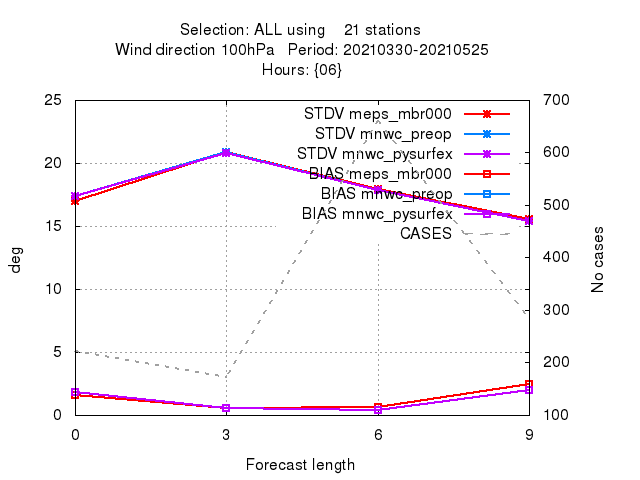 Selection: ALL using    21 stations
Wind direction 100hPa   Period: 20210330-20210525
Hours: {06}
STDV meps_mbr000
STDV mnwc_preop
STDV mnwc_pysurfex
BIAS meps_mbr000
BIAS mnwc_preop
BIAS mnwc_pysurfex
CASES
25
20
15
10
5
0
deg
700
600
500
400
300
200
100
No cases
0 3 6 9
Forecast length